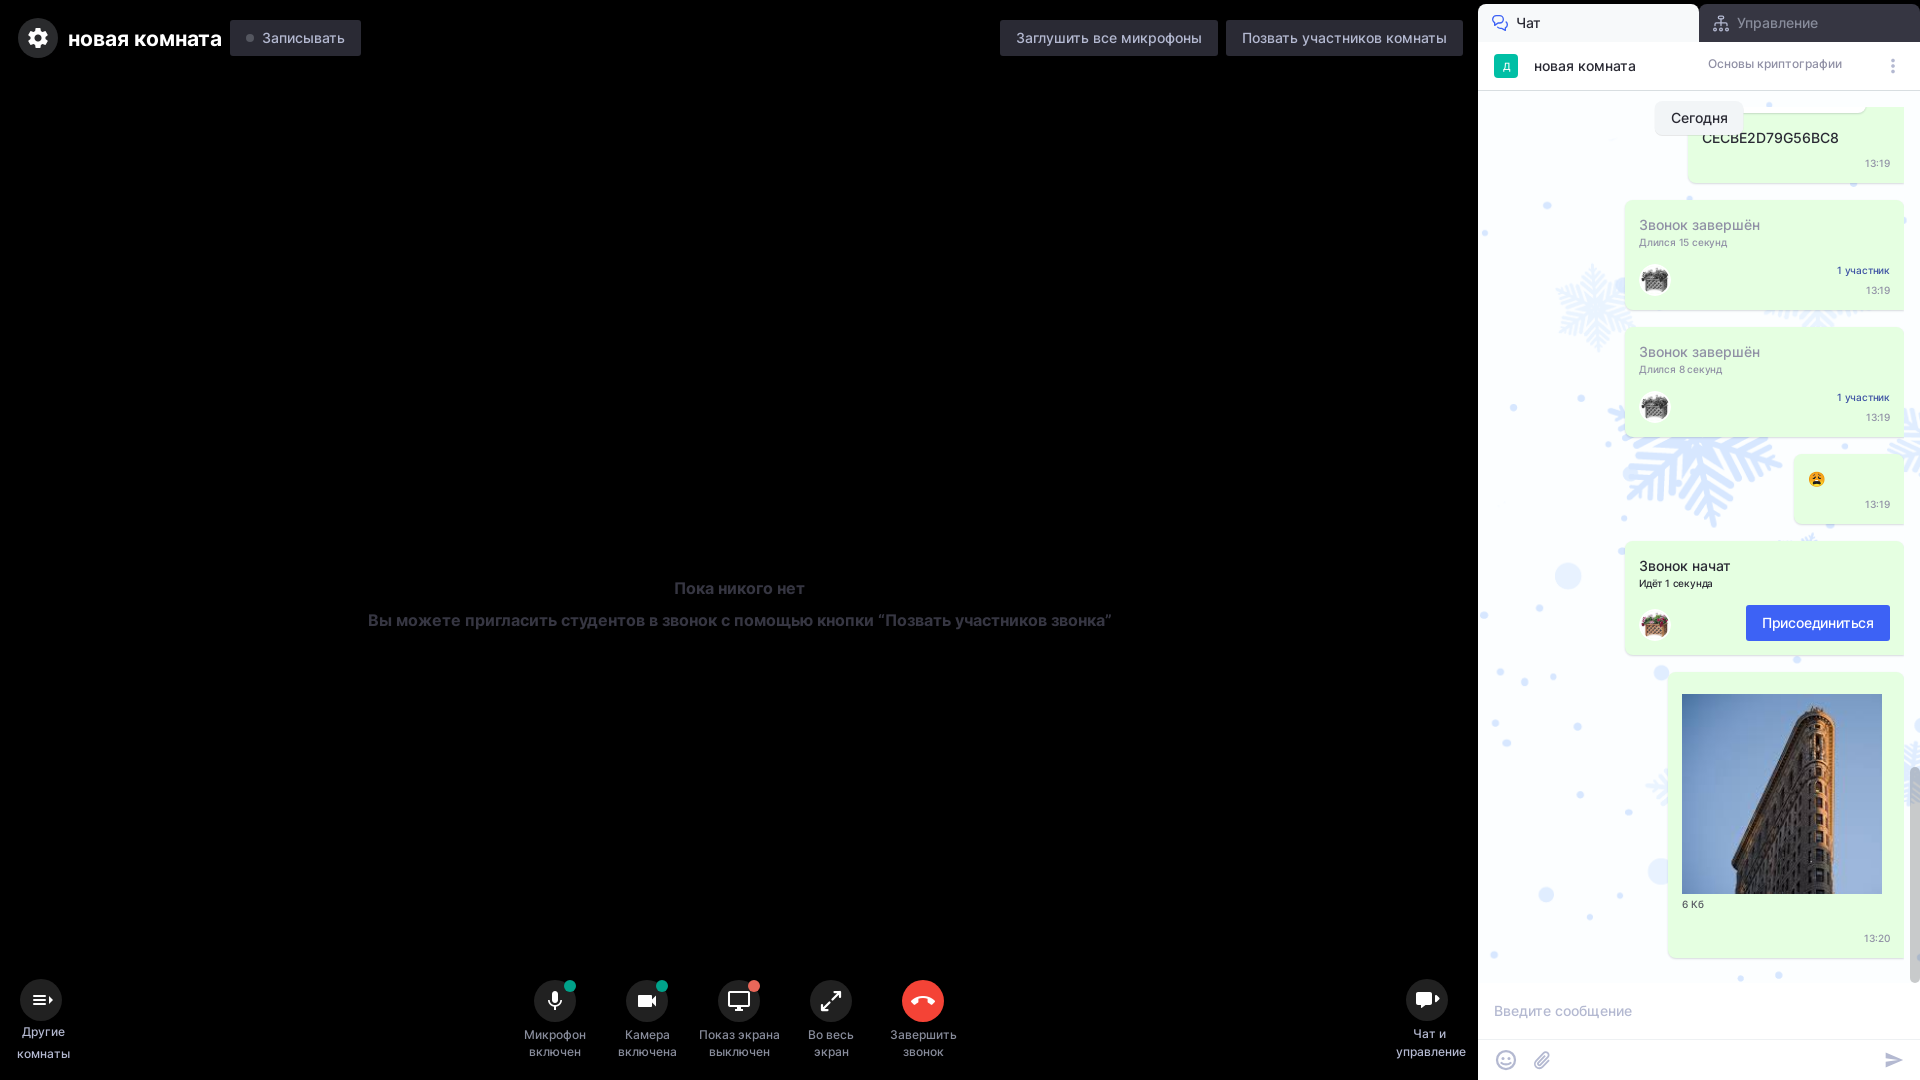 новая комната
Записывать
Заглушить все микрофоны
Позвать участников комнаты
Чат
Управление
Д
новая комната
Основы криптографии
Сегодня
CECBE2D79G56BC8
13:19
Звонок завершён
Длился 15 секунд
1 участник
13:19
Звонок завершён
Длился 8 секунд
1 участник
13:19
13:19
Звонок начат
Идёт 1 секунда
Присоединиться
6 Кб
13:20
Пока никого нет
Вы можете пригласить студентов в звонок с помощью кнопки “Позвать участников звонка”
Другие
комнаты
Микрофон
включен
Камера
включена
Показ экрана
выключен
Во весь
экран
Завершить
звонок
Чат и
управление
Введите сообщение